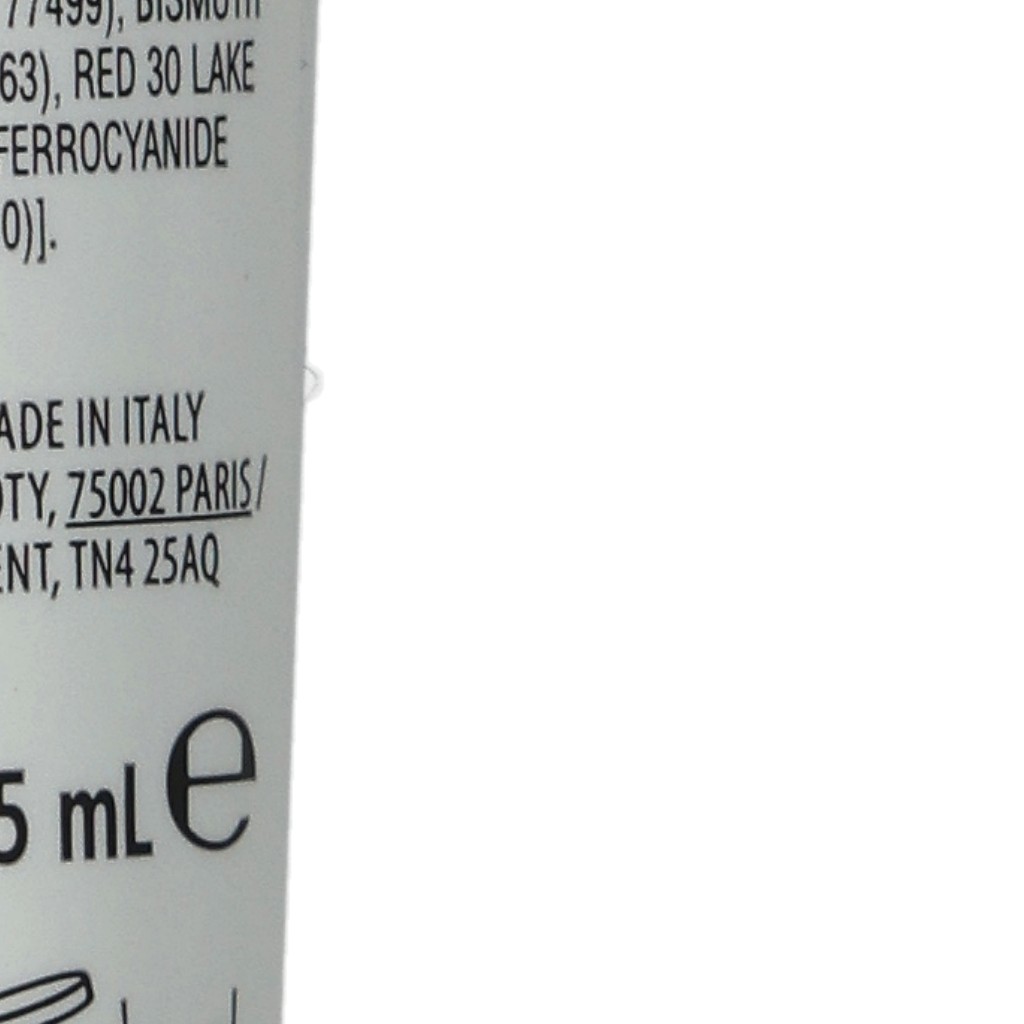 77499), BISMUTH
63), RED 30 LAKE
FERROCYANIDE
0)].
ADE IN ITALY
OTY, 75002 PARIS/
ENT, TN4 25AQ
5 mL e